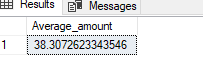 Results Messages
Average_amount
1 38.3072623343546